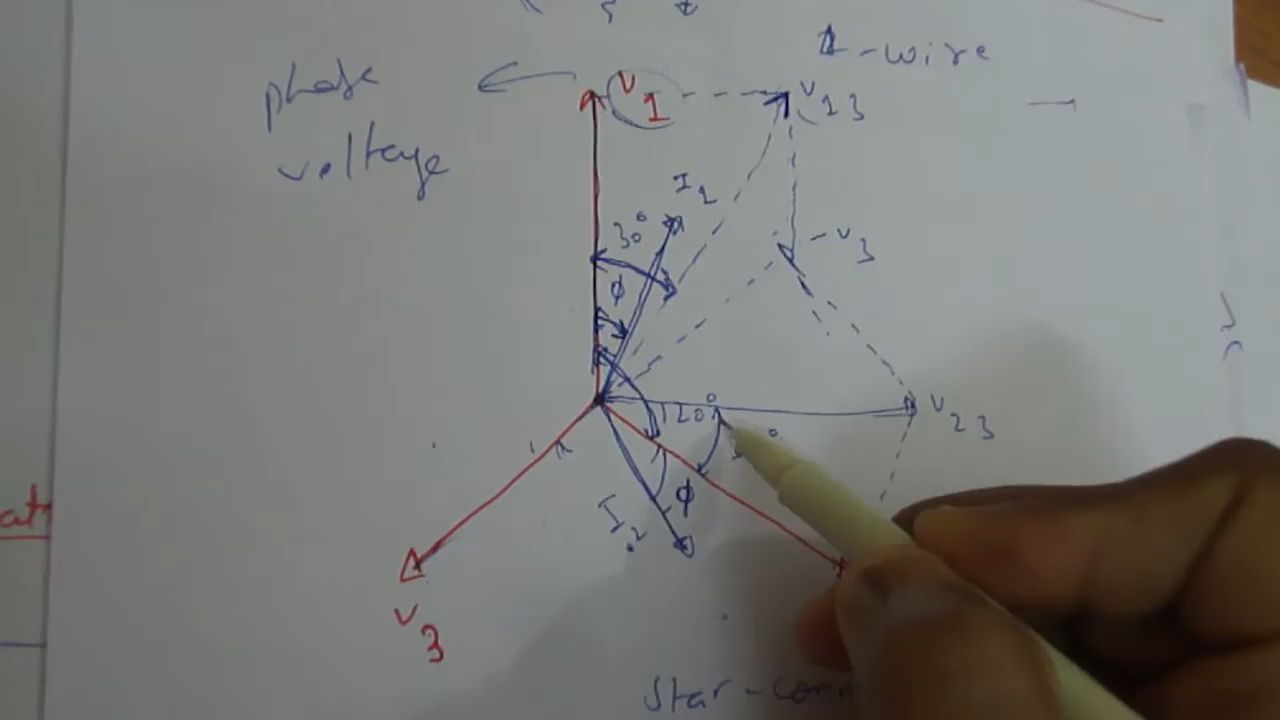 phase
voltage
V1
-wire
V13
I1
30°
ϕ
-V3
120°
V23
ϕ
I2
V3
Star-conn